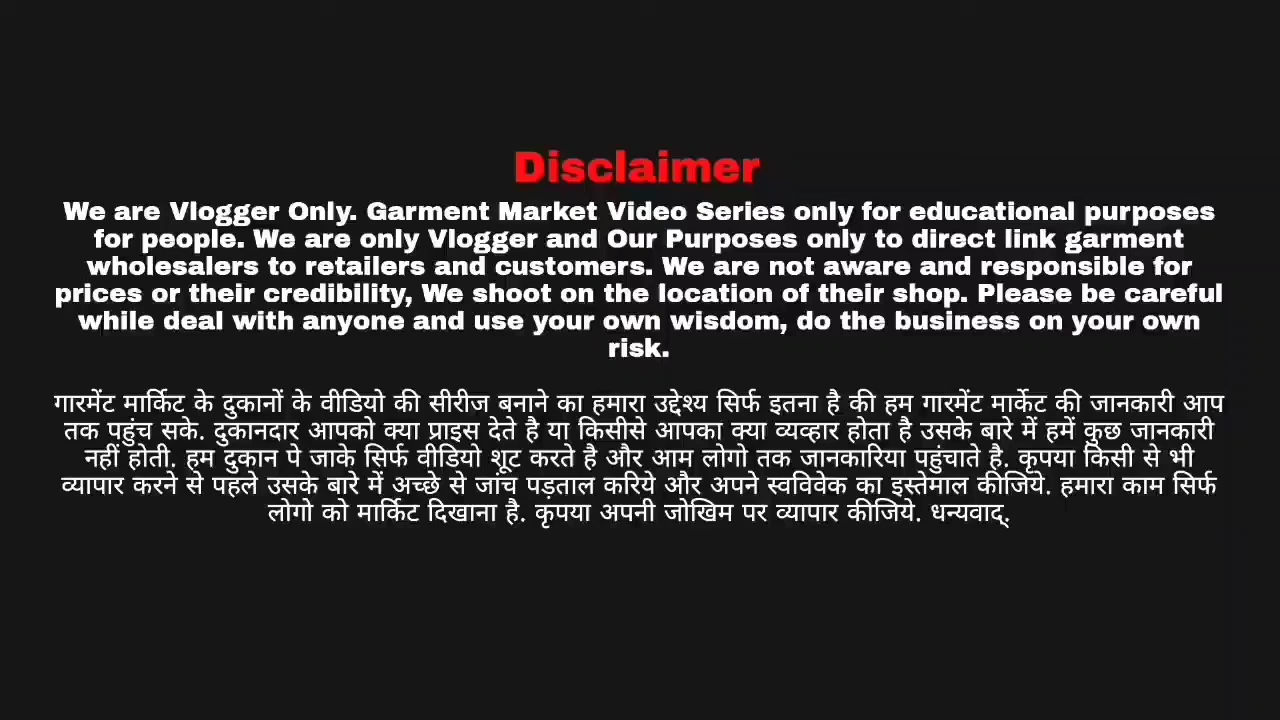 Disclaimer
We are Vlogger Only. Garment Market Video Series only for educational purposes
for people. We are only Vlogger and Our Purposes only to direct link garment
wholesalers to retailers and customers. We are not aware and responsible for
prices or their credibility, We shoot on the location of their shop. Please be careful
while deal with anyone and use your own wisdom, do the business on your own
risk.
गारमेंट मार्किट के दुकानों के वीडियो की सीरीज बनाने का हमारा उद्देश्य सिर्फ इतना है की हम गारमेंट मार्केट की जानकारी आप
तक पहुंच सके. दुकानदार आपको क्या प्राइस देते है या किसीसे आपका क्या व्यव्हार होता है उसके बारे में हमें कुछ जानकारी
नहीं होती. हम दुकान पे जाके सिर्फ वीडियो शूट करते है और आम लोगो तक जानकारिया पहुंचाते है. कृपया किसी से भी
व्यापार करने से पहले उसके बारे में अच्छे से जांच पड़ताल करिये और अपने स्वविवेक का इस्तेमाल कीजिये. हमारा काम सिर्फ
लोगो को मार्किट दिखाना है. कृपया अपनी जोखिम पर व्यापार कीजिये. धन्यवाद्.